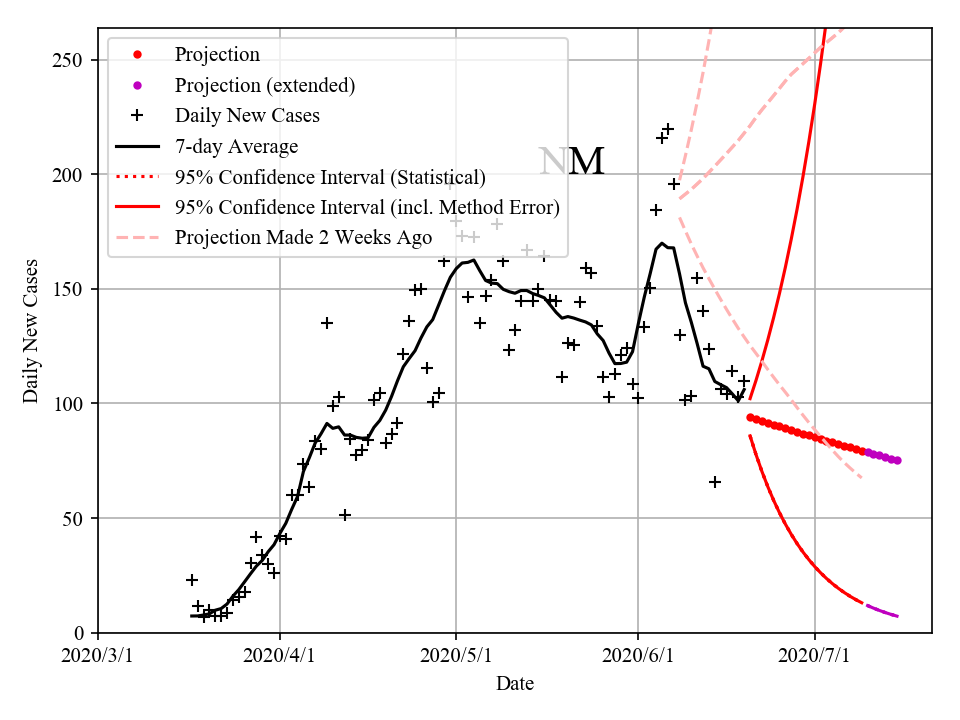 250
200
150
100
50
0
Daily New Cases
Projection
Projection (extended)
Daily New Cases
7-day Average
95% Confidence Interval (Statistical)
95% Confidence Interval (incl. Method Error)
Projection Made 2 Weeks Ago
NM
2020/3/1 2020/4/1 2020/5/1 2020/6/1 2020/7/1
Date